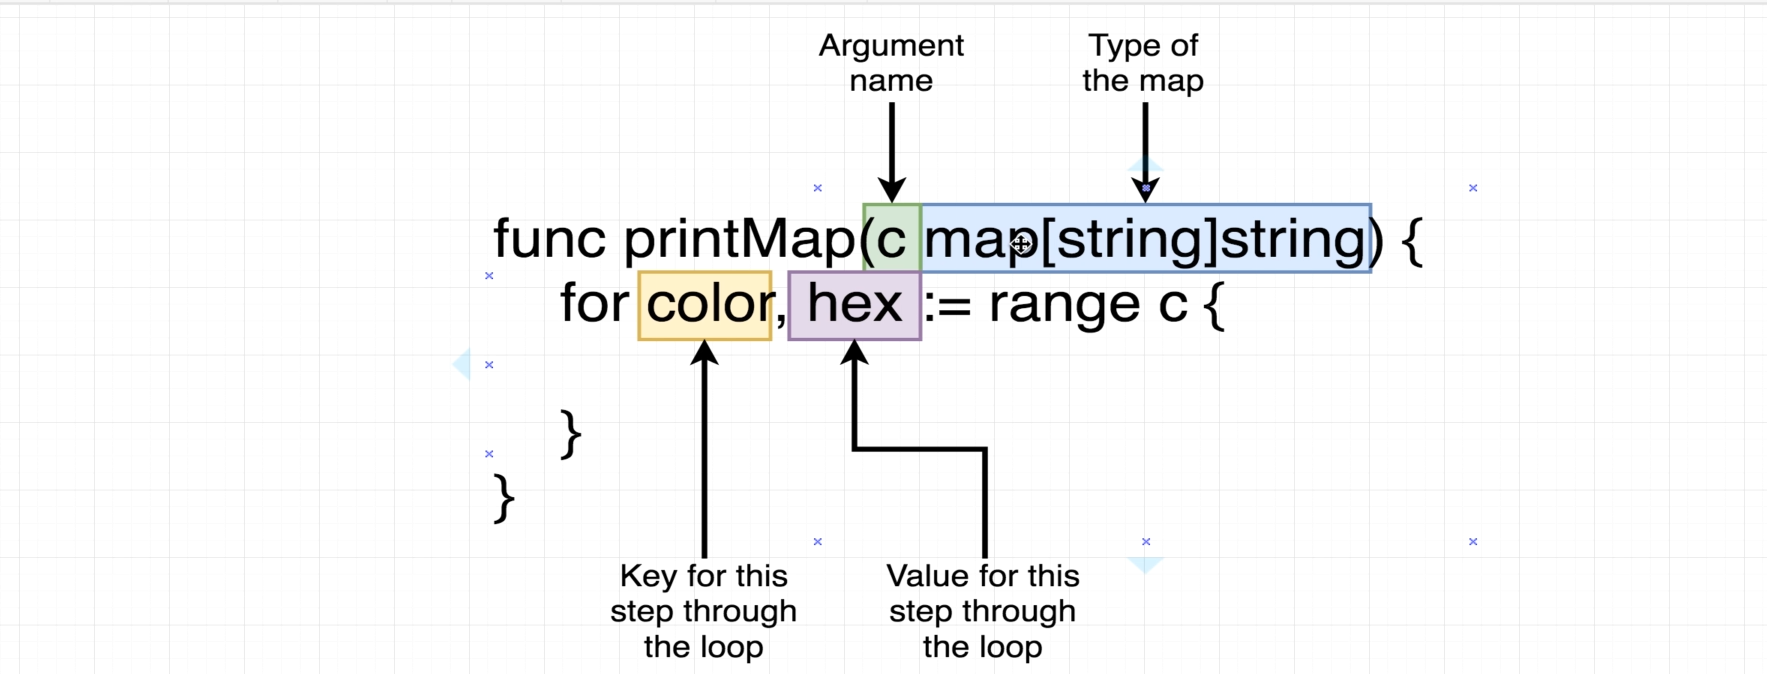 Argument
name
Type of
the map
func printMap(c map[string]string) {
for color, hex := range c {
}
}
Key for this
step through
the loop
Value for this
step through
the loop